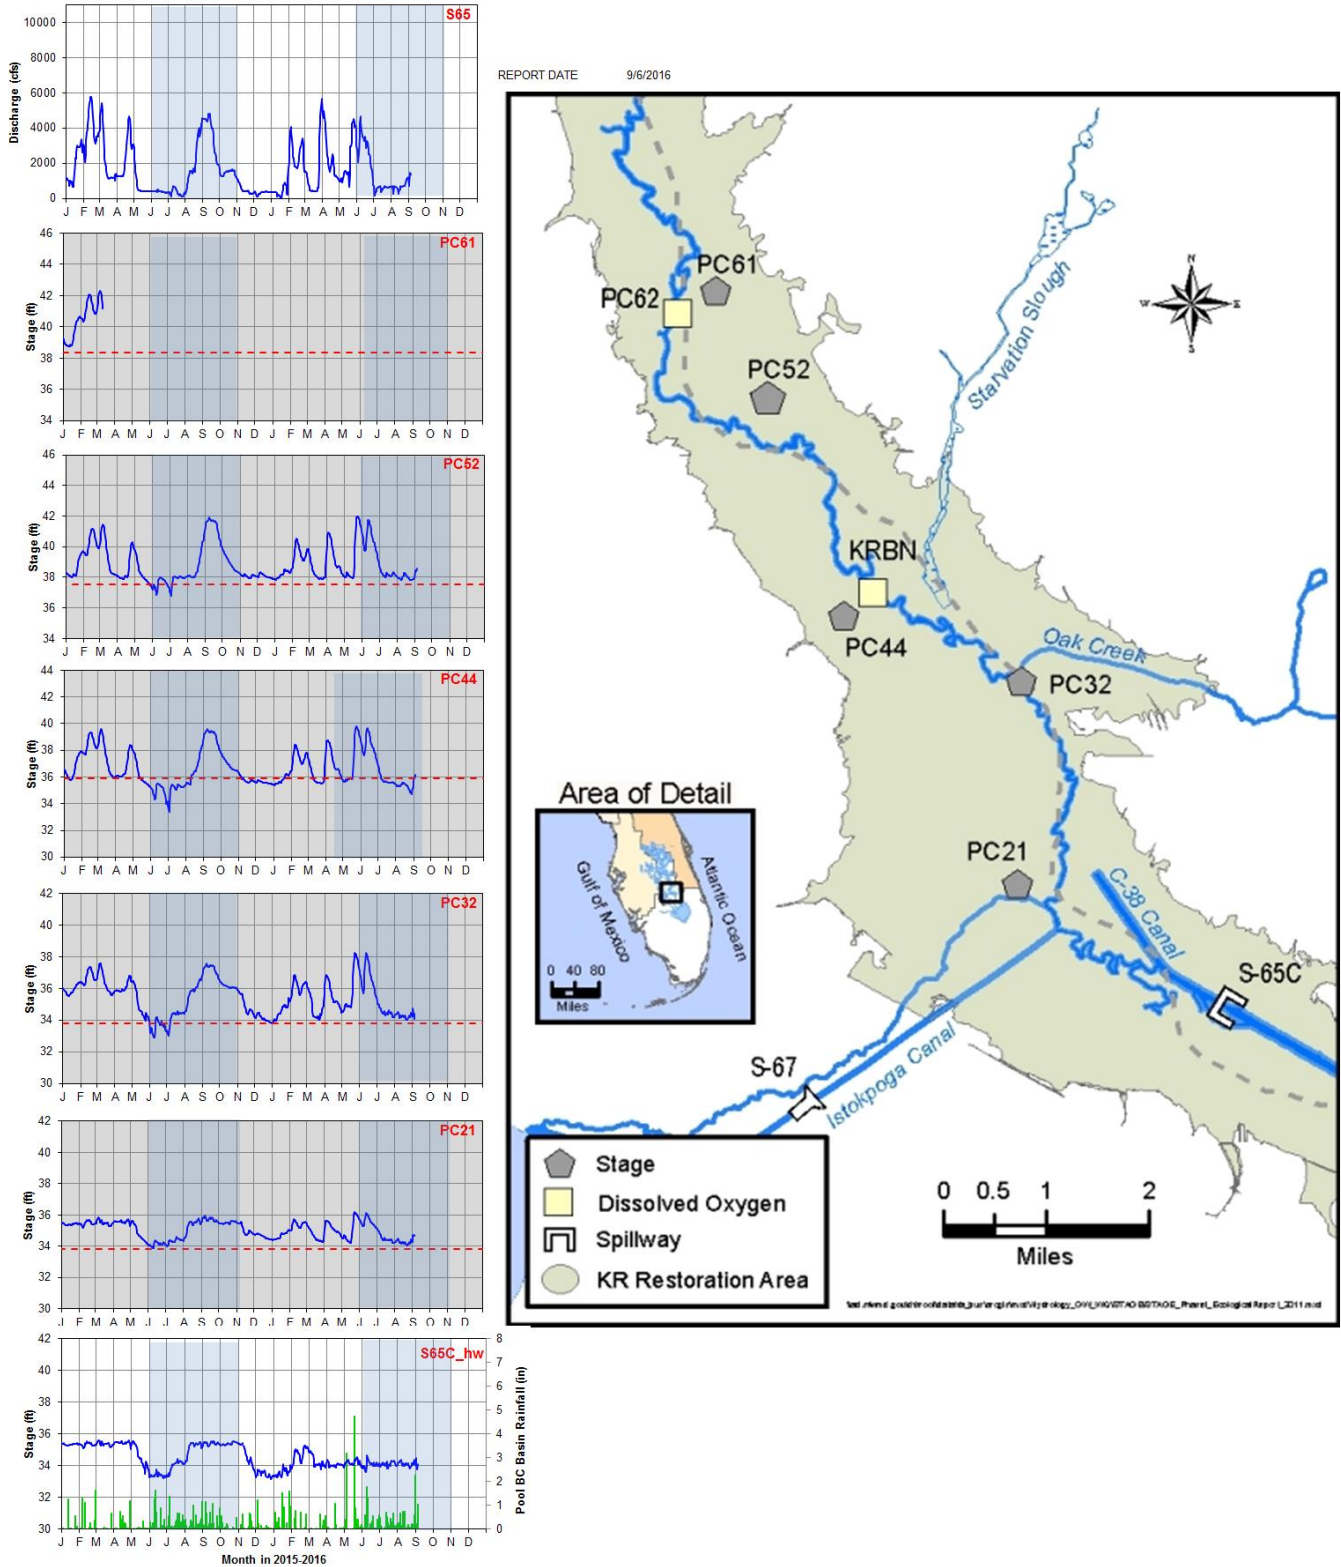 S65
10000
8000
6000
4000
2000
0
Discharge (cfs)
J F M A M J J A S O N D J F M A M J J A S O N D
PC61
46
44
42
40
38
36
34
Stage (ft)
J F M A M J J A S O N D J F M A M J J A S O N D
PC52
46
44
42
40
38
36
34
Stage (ft)
J F M A M J J A S O N D J F M A M J J A S O N D
PC44
44
42
40
38
36
34
32
30
Stage (ft)
J F M A M J J A S O N D J F M A M J J A S O N D
PC32
42
40
38
36
34
32
30
Stage (ft)
J F M A M J J A S O N D J F M A M J J A S O N D
PC21
42
40
38
36
34
32
30
Stage (ft)
J F M A M J J A S O N D J F M A M J J A S O N D
S65C_hw
42
40
38
36
34
32
30
Stage (ft)
8
7
6
5
4
3
2
1
0
Pool BC Basin Rainfall (in)
J F M A M J J A S O N D J F M A M J J A S O N D
Month in 2015-2016
REPORT DATE 9/6/2016
PC61
PC62
PC52
Starvation Slough
N
W
E
S
KRBN
PC44
Oak Creek
PC32
PC21
C-38 Canal
S-65C
S-67
Istokpoga Canal
Area of Detail
Gulf of Mexico
Atlantic Ocean
0 40 80
Miles
Stage
Dissolved Oxygen
Spillway
KR Restoration Area
0 0.5 1 2
Miles